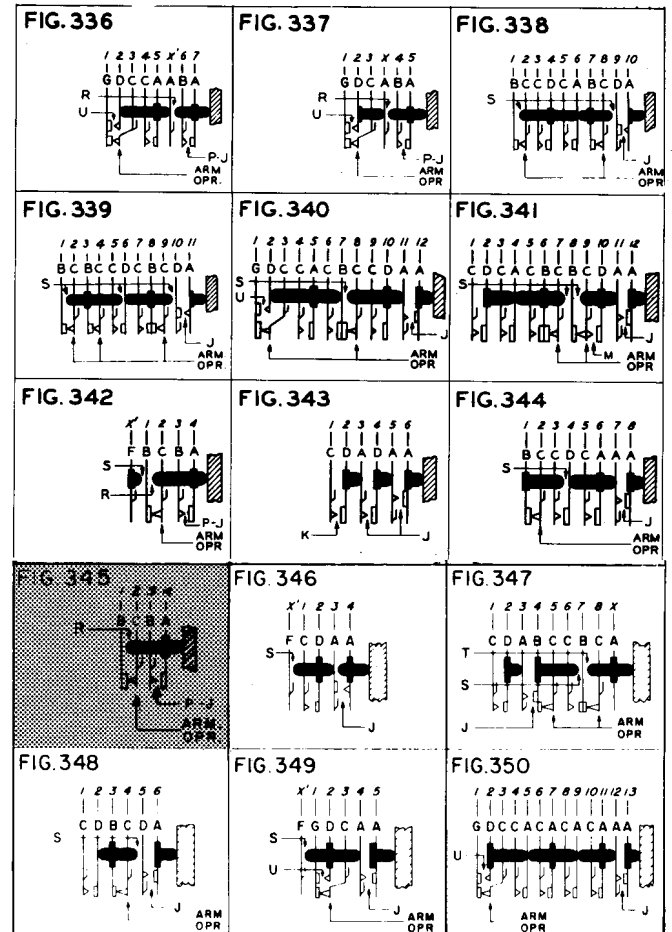 FIG. 336
1 2 3 4 5 X' 6 7
G D C C A A B A
R
U
P-J
ARM
OPR.
FIG. 337
1 2 3 X 4 5
G D C A B A
R
U
P-J
ARM
OPR.
FIG. 338
1 2 3 4 5 6 7 8 9 10
B C C D C A B C D A
S
J
ARM
OPR.
FIG. 339
1 2 3 4 5 6 7 8 9 10 11
B C B C C D C B C D A
S
J
ARM
OPR.
FIG. 340
1 2 3 4 5 6 7 8 9 10 11 12
G D C C A C B C C D A A
S
U
J
ARM
OPR.
FIG. 341
1 2 3 4 5 6 7 8 9 10 11 12
C D C A C B C B C D A A
S
J
M
ARM
OPR.
FIG. 342
X' 1 2 3 4
F B C B A
S
R
P-J
ARM
OPR
FIG. 343
1 2 3 4 5 6
C D A D A A
K
J
FIG. 344
1 2 3 4 5 6 7 8
B C C D C A A A
S
J
ARM
OPR
FIG. 345
1 2 3 4
B C B A
R
P-J
ARM.
OPR
FIG. 346
X' 1 2 3 4
F C D A A
S
J
FIG. 347
1 2 3 4 5 6 7 8 X
C D A B C C B C A
T
S
J
ARM
OPR
FIG. 348
1 2 3 4 5 6
C D B C D A
S
J
ARM
OPR
FIG. 349
X' 1 2 3 4 5
F G D C A A
S
U
J
ARM
OPR
FIG. 350
1 2 3 4 5 6 7 8 9 10 11 12 13
G D C C A C A C A C A A A
U
J
ARM
OPR